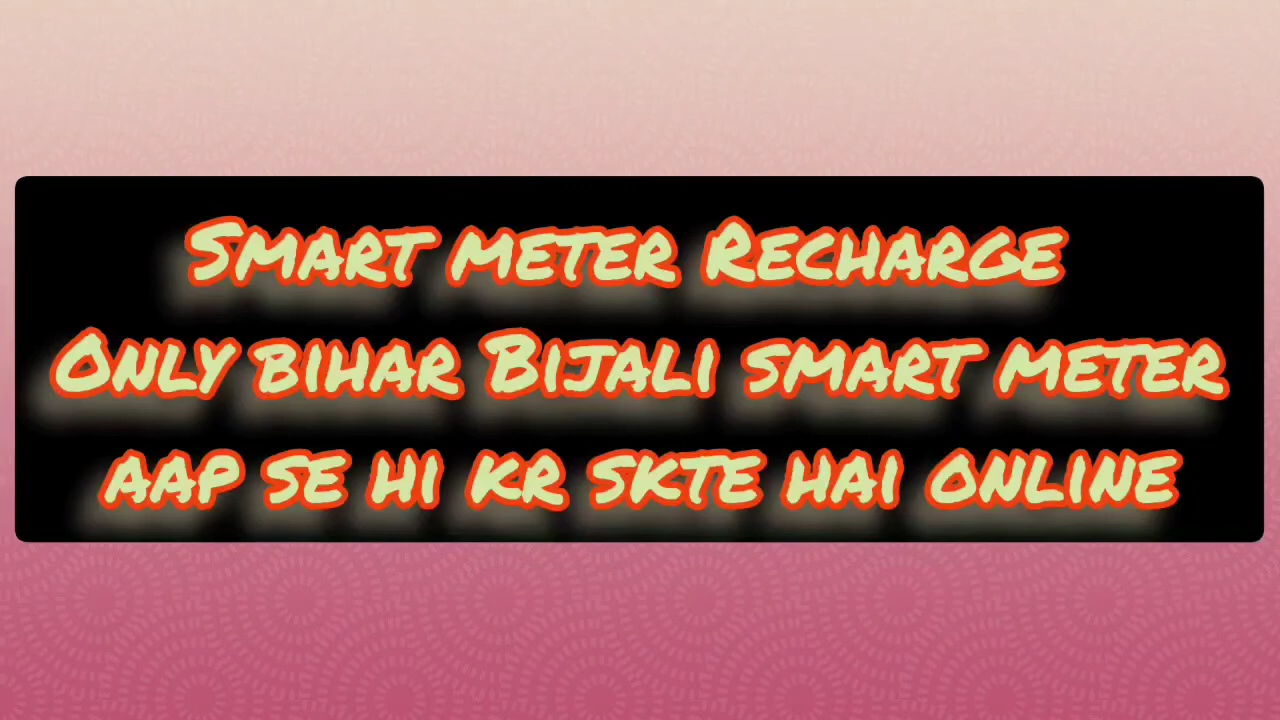 Smart meter Recharge
Only bihar Bijali smart meter
aap se hi kr skte hai online